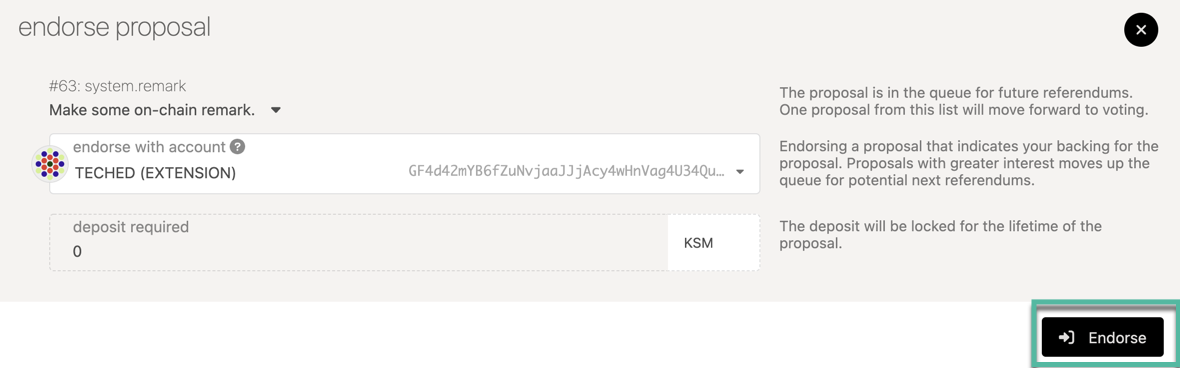 endorse proposal
#63: system.remark
Make some on-chain remark.
The proposal is in the queue for future referendums.
One proposal from this list will move forward to voting.
endorse with account
TECHED (EXTENSION)
GF4d42mYB6fZuNvjaaJJjAcy4wHnVag4U34Qu…
Endorsing a proposal that indicates your backing for the
proposal. Proposals with greater interest moves up the
queue for potential next referendums.
deposit required
0
KSM
The deposit will be locked for the lifetime of the
proposal.
Endorse